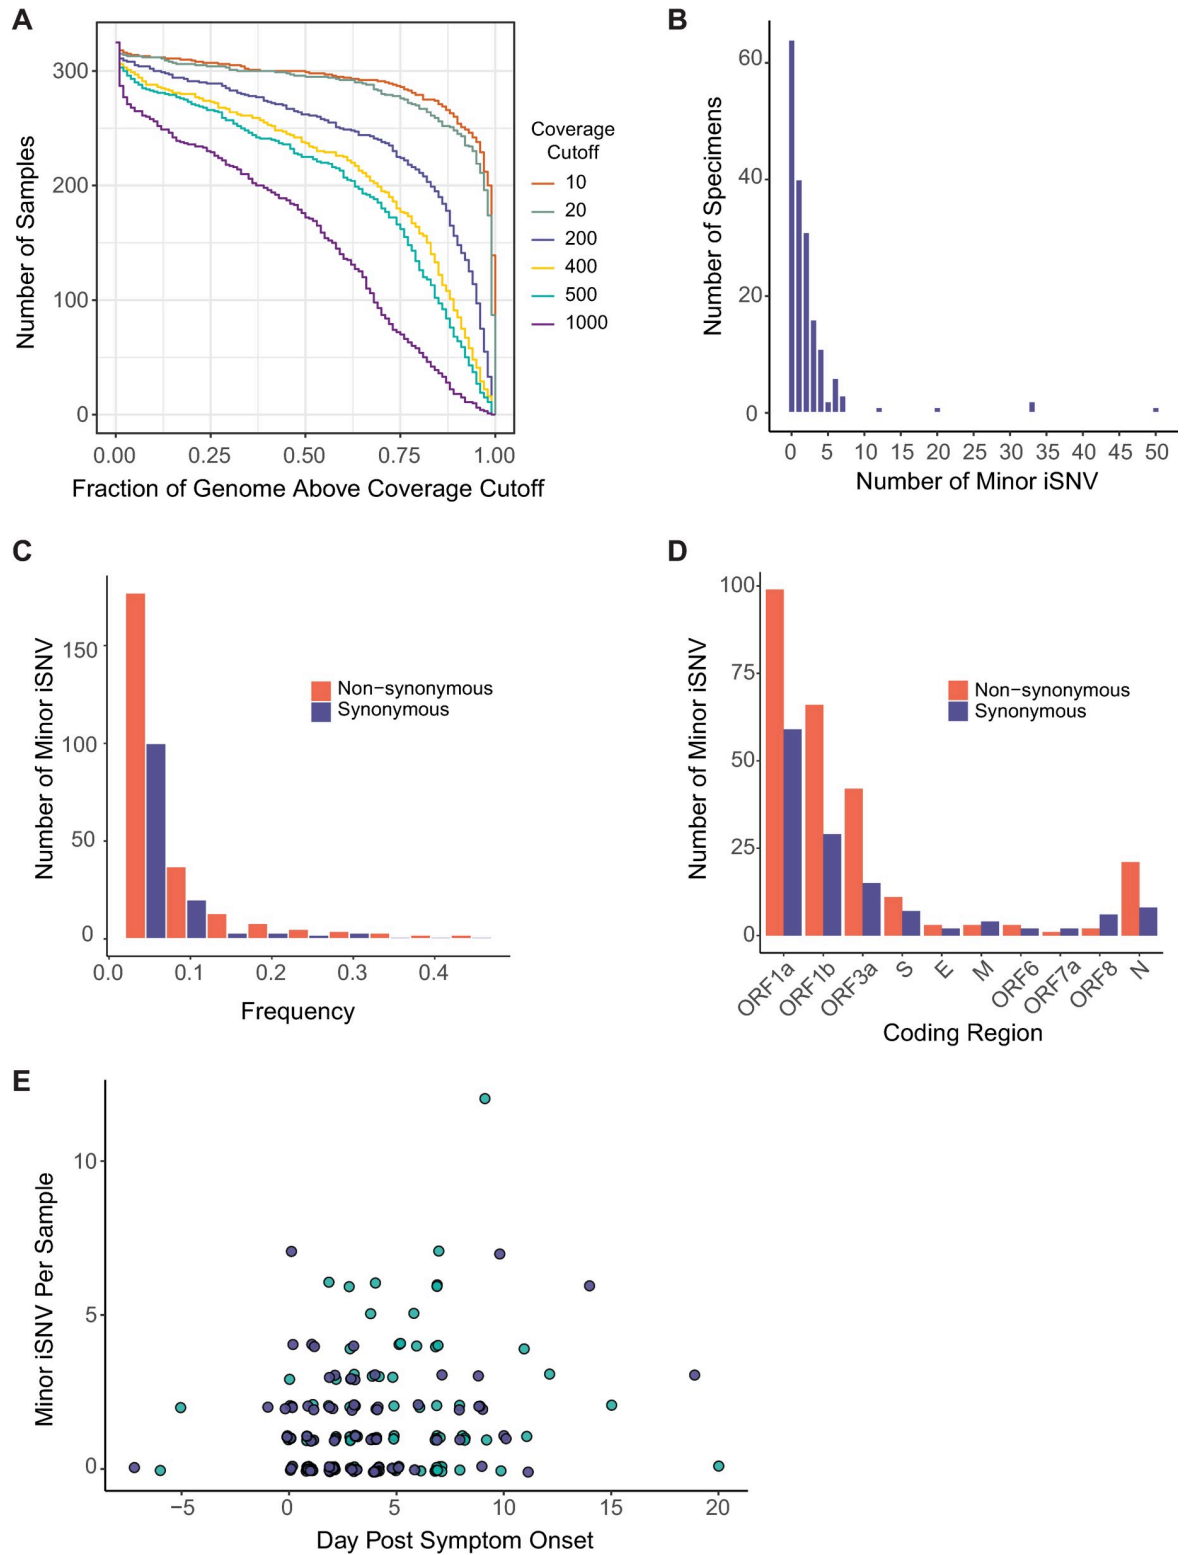 A
Number of Samples
300
200
100
0
0.00 0.25 0.50 0.75 1.00
Fraction of Genome Above Coverage Cutoff
Coverage
Cutoff
10
20
200
400
500
1000
B
Number of Specimens
60
40
20
0
0 5 10 15 20 25 30 35 40 45 50
Number of Minor iSNV
C
Number of Minor iSNV
150
100
50
0
0.0 0.1 0.2 0.3 0.4
Frequency
Non−synonymous
Synonymous
D
Number of Minor iSNV
100
75
50
25
0
ORF1a ORF1b ORF3a S E M ORF6 ORF7a ORF8 N
Coding Region
Non−synonymous
Synonymous
E
Minor iSNV Per Sample
10
5
0
−5 0 5 10 15 20
Day Post Symptom Onset